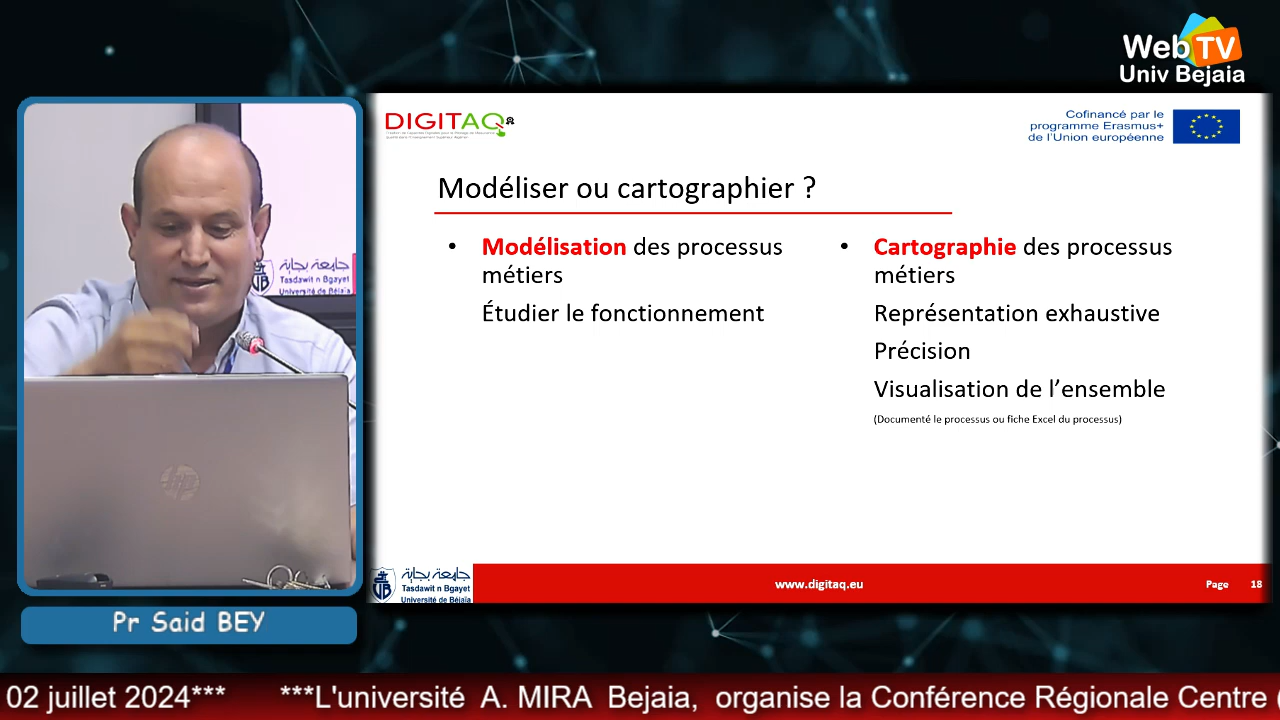 Web TV
Univ Bejaia
DIGITAQ
Cofinancé par le
programme Erasmus+
de l'Union européenne
Modéliser ou cartographier ?
• Modélisation des processus
métiers
Étudier le fonctionnement
• Cartographie des processus
métiers
Représentation exhaustive
Précision
Visualisation de l’ensemble
(Documenté le processus ou fiche Excel du processus)
جامعة بجاية
Tasdawit n Bgayet
Université de Béjaïa
hp
جامعة بجاية
Tasdawit n Bgayet
Université de Béjaïa
www.digitaq.eu
Page 18
Pr Said BEY
02 juillet 2024*** ***L'université A. MIRA Bejaia, organise la Conférence Régionale Centre